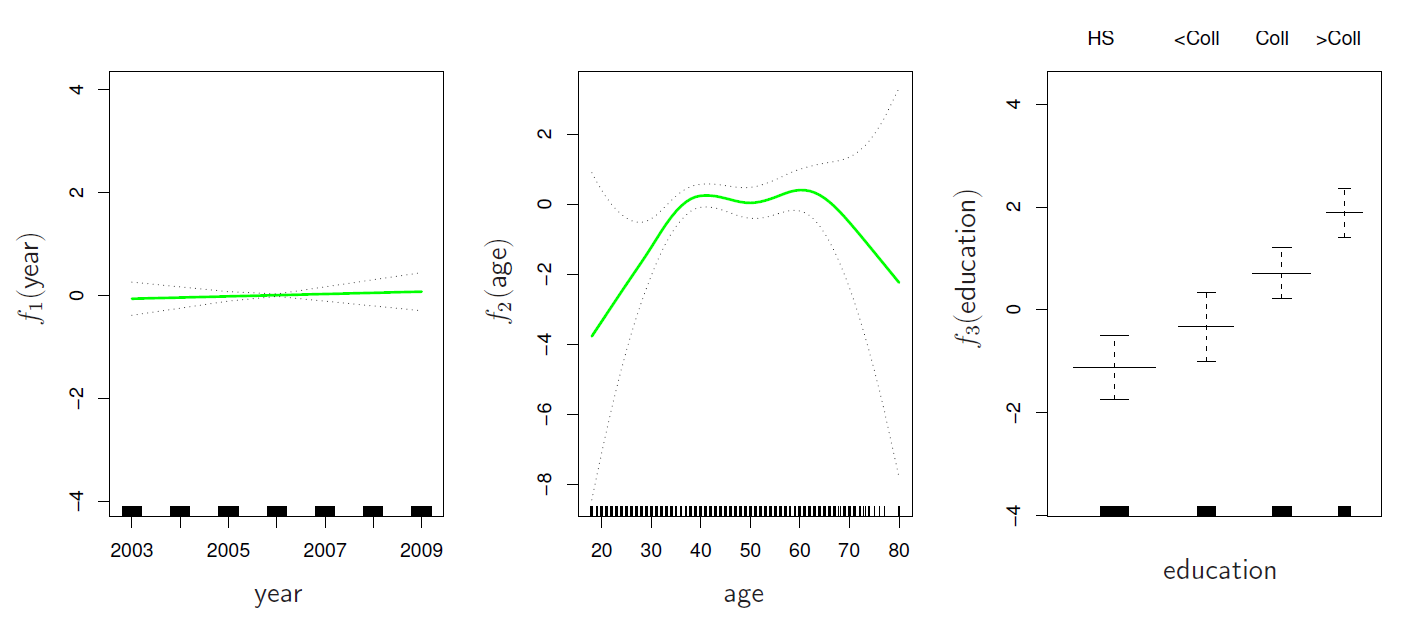 HS <Coll Coll >Coll
4
2
0
−2
−4
f1(year)
2003 2005 2007 2009
year
2
0
−2
−4
−6
−8
f2(age)
20 30 40 50 60 70 80
age
4
2
0
−2
−4
f3(education)
education